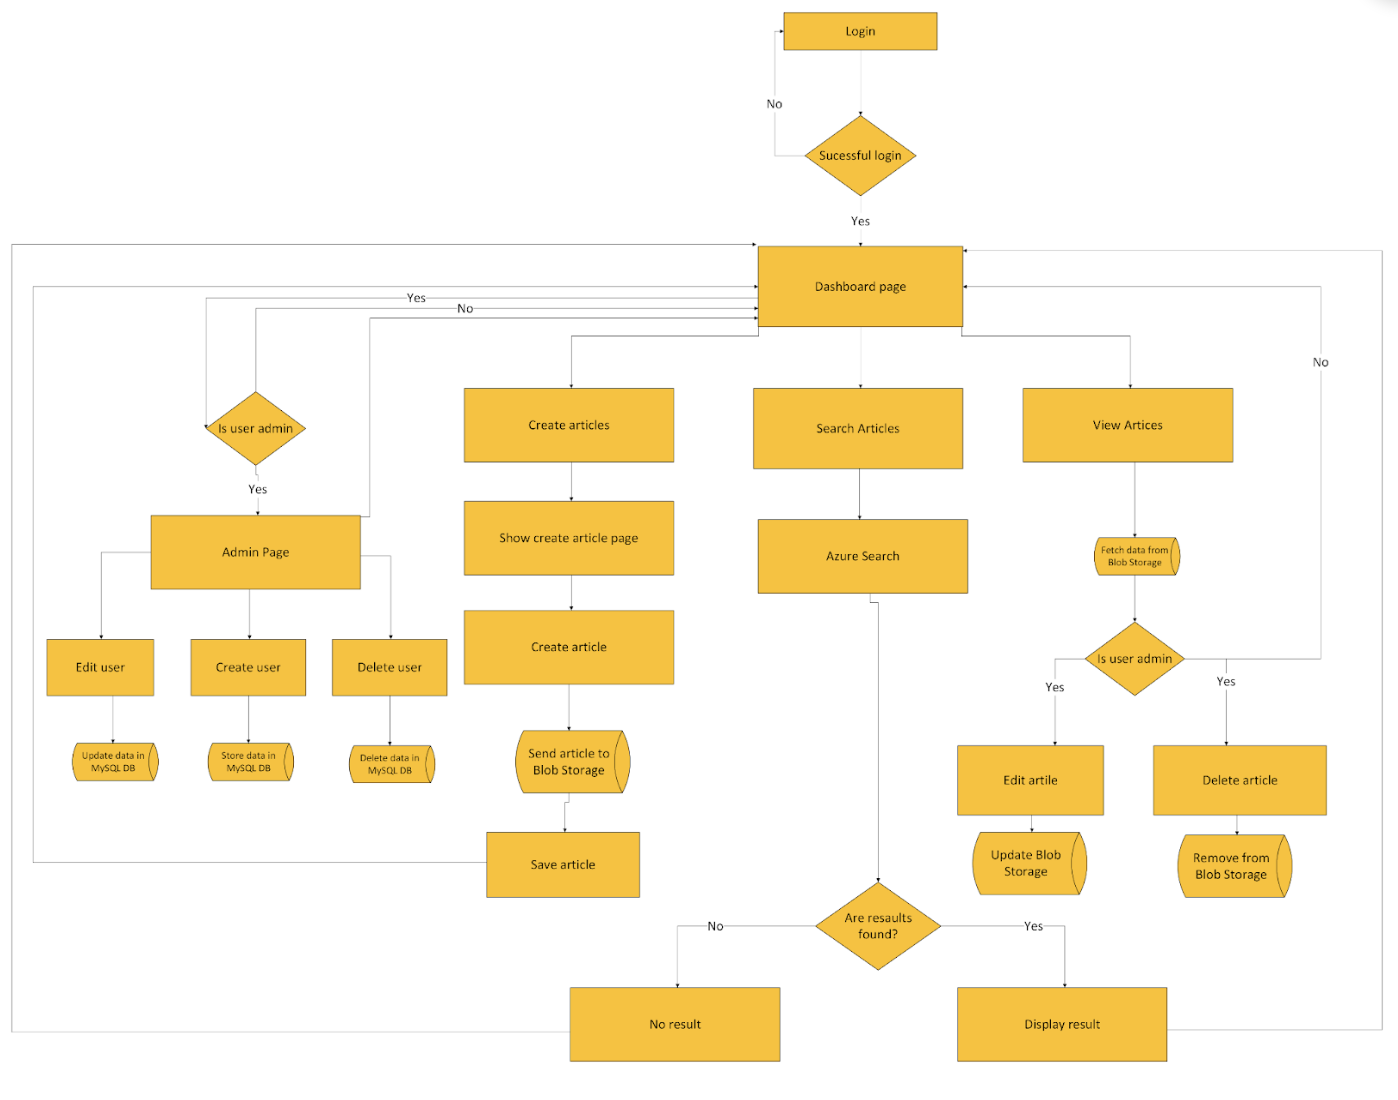 Login
No
Sucessful login
Yes
Dashboard page
Yes
No
No
Is user admin
Create articles
Search Articles
View Artices
Yes
Admin Page
Show create article page
Azure Search
Fetch data from
Blob Storage
Edit user
Create user
Delete user
Create article
Is user admin
Yes
Yes
Update data in
MySQL DB
Store data in
MySQL DB
Delete data in
MySQL DB
Send article to
Blob Storage
Edit artile
Delete article
Save article
Update Blob
Storage
Remove from
Blob Storage
Are resaults
found?
No
Yes
No result
Display result